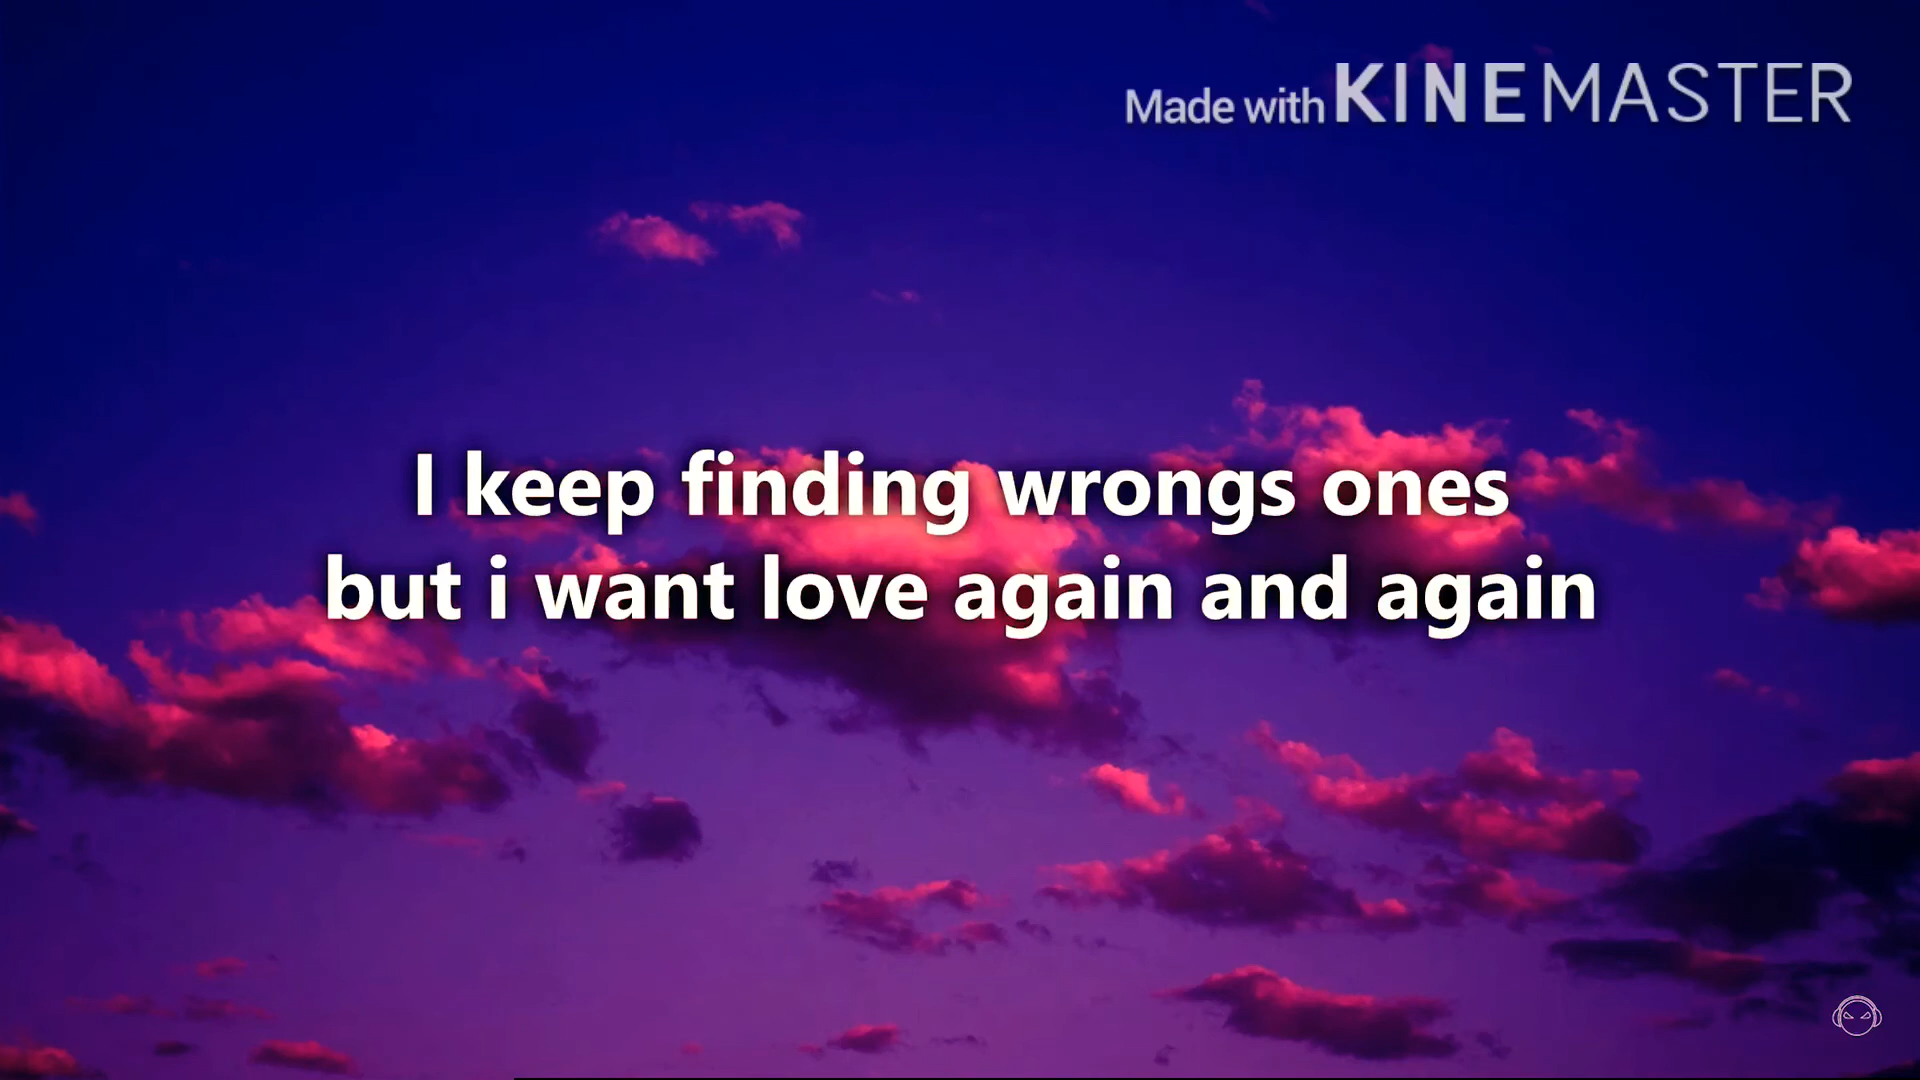 Made with KINEMASTER
I keep finding wrongs ones
but i want love again and again